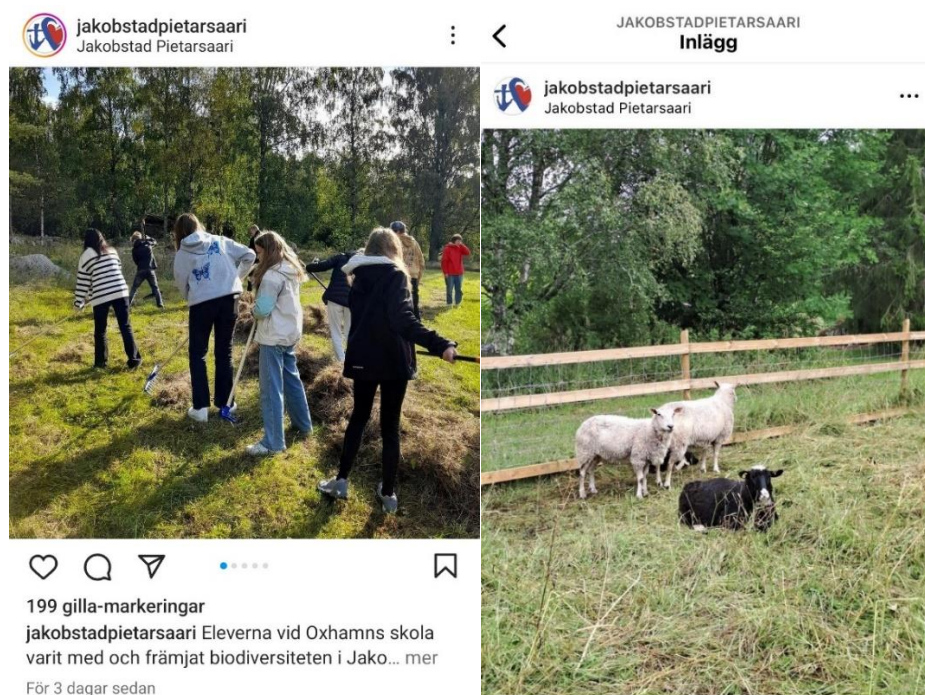 jakobstadpietarsaari
Jakobstad Pietarsaari
199 gilla-markeringar
jakobstadpietarsaari Eleverna vid Oxhamns skola
varit med och främjat biodiversiteten i Jako... mer
För 3 dagar sedan
JAKOBSTADPIETARSAARI
Inlägg
jakobstadpietarsaari
Jakobstad Pietarsaari